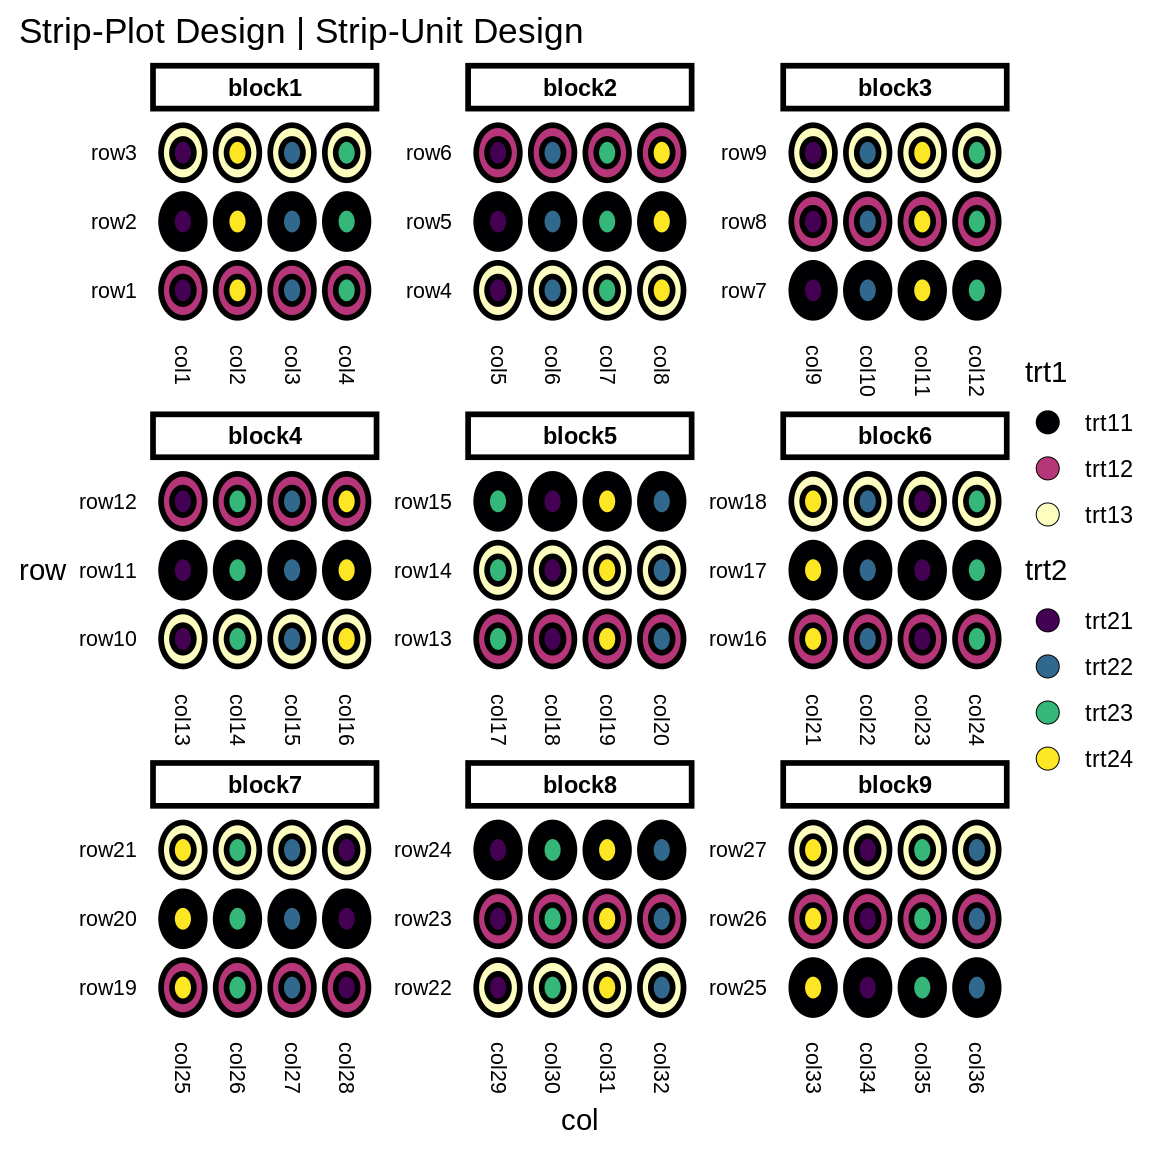 Strip-Plot Design | Strip-Unit Design
block1 block2 block3
row3 row6 row9
row2 row5 row8
row1 row4 row7
col1 col2 col3 col4 col5 col6 col7 col8 col9 col10 col11 col12
block4 block5 block6
row12 row15 row18
row row11 row14 row17
row10 row13 row16
col13 col14 col15 col16 col17 col18 col19 col20 col21 col22 col23 col24
block7 block8 block9
row21 row24 row27
row20 row23 row26
row19 row22 row25
col25 col26 col27 col28 col29 col30 col31 col32 col33 col34 col35 col36
col
trt1
trt11
trt12
trt13
trt2
trt21
trt22
trt23
trt24